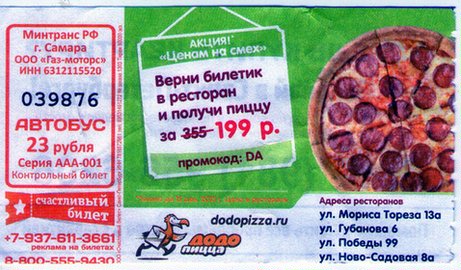 Минтранс РФ
г. Самара
ООО «Газ-моторс»
ИНН 6312115520
039876
АВТОБУС
23 рубля
Серия ААА-001
Контрольный билет
счастливый
билет
+7-937-611-3661
реклама на билетах
8-800-555-9430
АКЦИЯ!
«Ценам на смех»
Верни билетик
в ресторан
и получи пиццу
за 355 199 р.
промокод: DA
dodopizza.ru
додо
пицца
Адреса ресторанов
ул. Мориса Тореза 13а
ул. Губанова 6
ул. Победы 99
ул. Ново-Садовая 8а